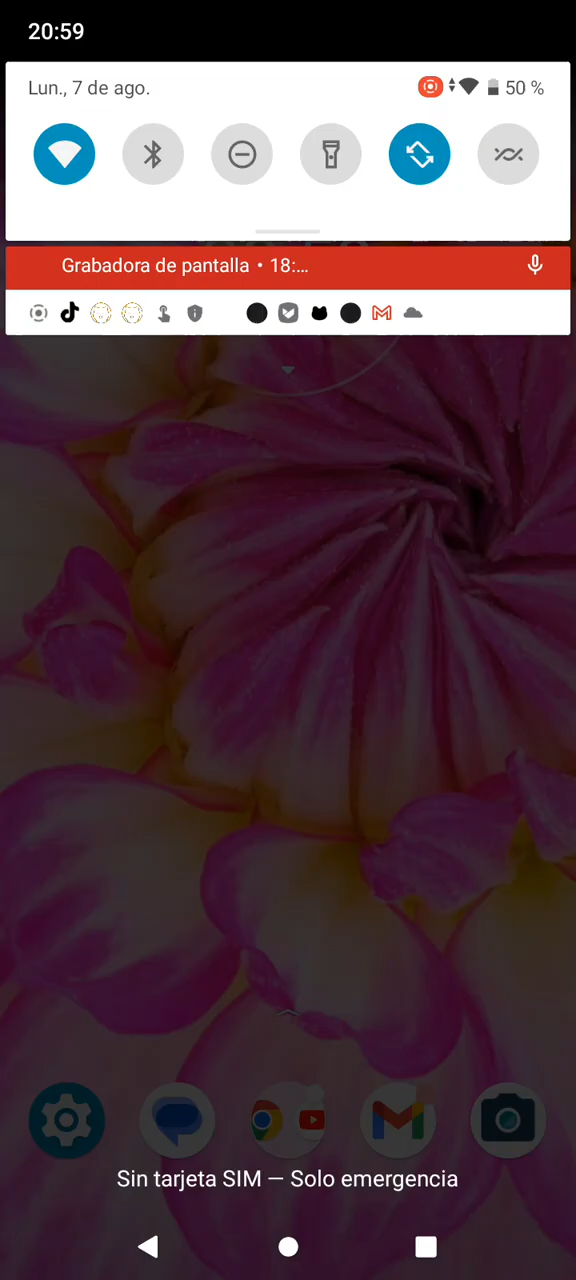 20:59
Lun., 7 de ago.
50 %
Grabadora de pantalla • 18:...
Sin tarjeta SIM — Solo emergencia